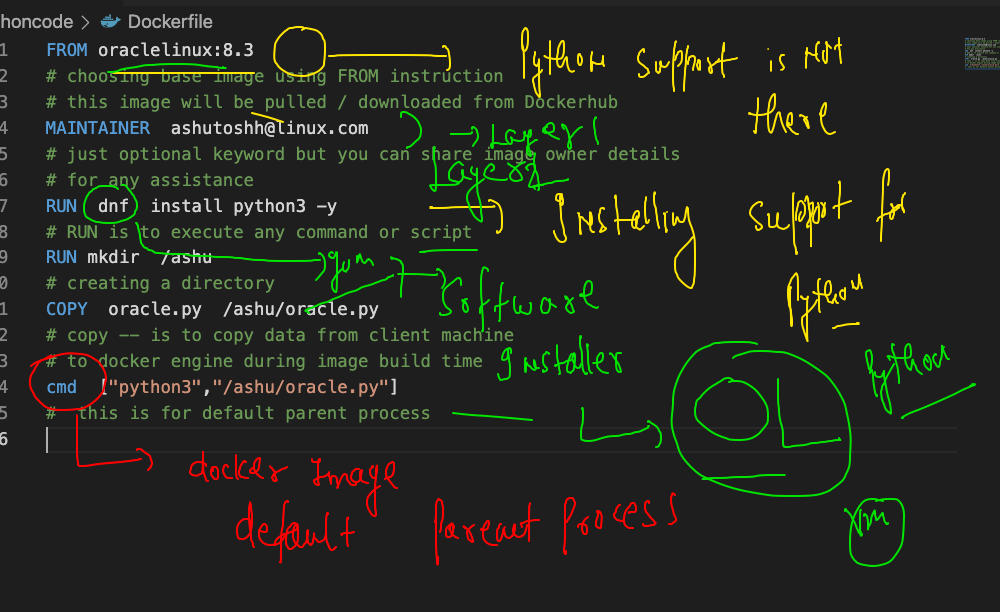 honcode > Dockerfile
1 FROM oraclelinux:8.3
2 # choosing base image using FROM instruction
3 # this image will be pulled / downloaded from Dockerhub
4 MAINTAINER ashutoshh@linux.com
5 # just optional keyword but you can share image owner details
6 # for any assistance
7 RUN dnf install python3 -y
8 # RUN is to execute any command or script
9 RUN mkdir /ashu
0 # creating a directory
1 COPY oracle.py /ashu/oracle.py
2 # copy -- is to copy data from client machine
3 # to docker engine during image build time
4 cmd ["python3","/ashu/oracle.py"]
5 # this is for default parent process
6
Python support is not
there
Layer 1
Layer 2
Installing support for
Python
yum
Software
Installer
Python
OL
VM
docker Image
default Parent Process